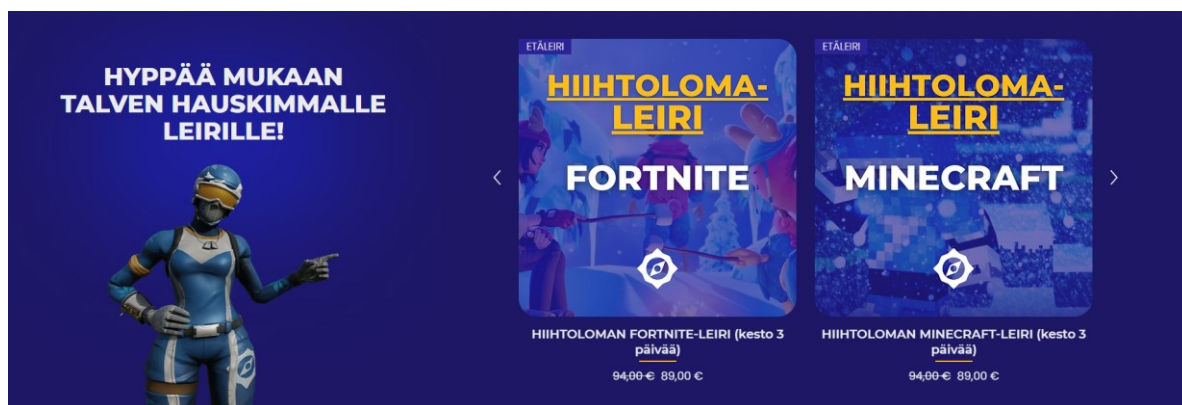 HYPPÄÄ MUKAAN
TALVEN HAUSKIMMALLE
LEIRILLE!
ETÄLEIRI
HIIHTOLOMA-
LEIRI
FORTNITE
HIIHTOLOMAN FORTNITE-LEIRI (kesto 3
päivää)
94,00 € 89,00 €
ETÄLEIRI
HIIHTOLOMA-
LEIRI
MINECRAFT
HIIHTOLOMAN MINECRAFT-LEIRI (kesto 3
päivää)
94,00 € 89,00 €